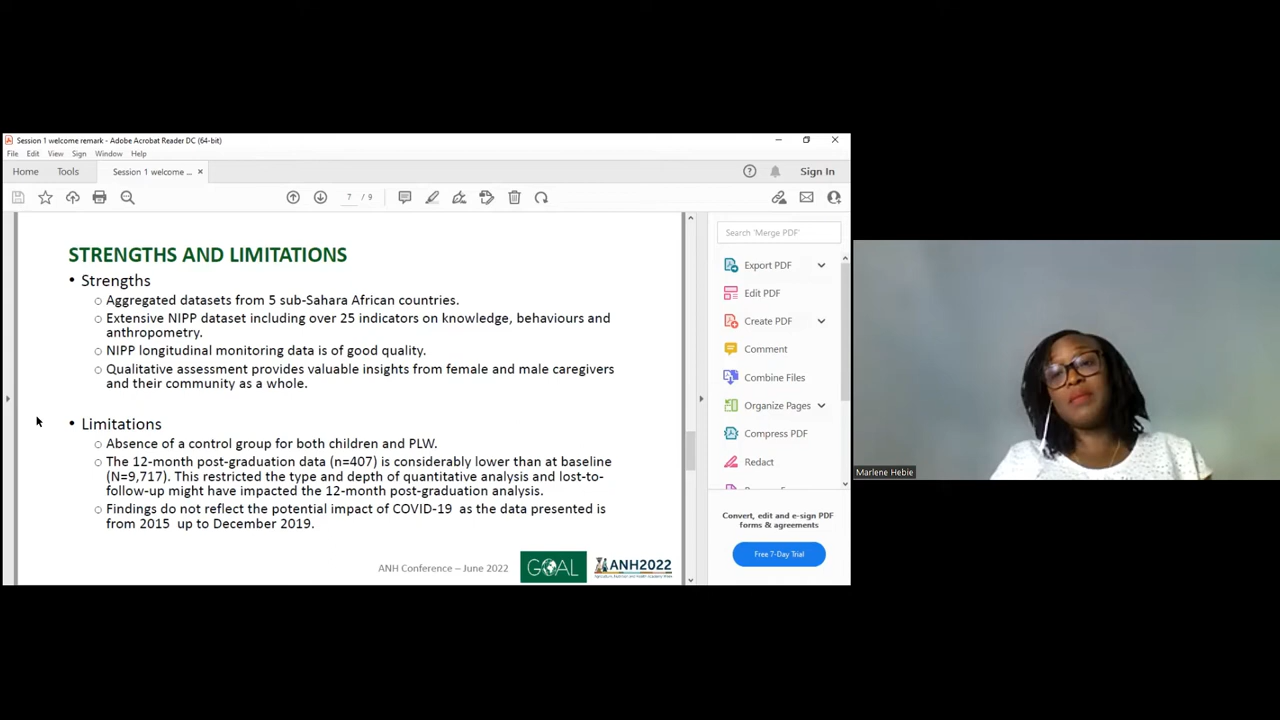 Session 1 welcome remark - Adobe Acrobat Reader DC (64-bit)
File Edit View Sign Window Help
Home Tools Session 1 welcome ... × Sign In
7 / 9
STRENGTHS AND LIMITATIONS
• Strengths
○ Aggregated datasets from 5 sub-Sahara African countries.
○ Extensive NIPP dataset including over 25 indicators on knowledge, behaviours and
anthropometry.
○ NIPP longitudinal monitoring data is of good quality.
○ Qualitative assessment provides valuable insights from female and male caregivers
and their community as a whole.
• Limitations
○ Absence of a control group for both children and PLW.
○ The 12-month post-graduation data (n=407) is considerably lower than at baseline
(N=9,717). This restricted the type and depth of quantitative analysis and lost-to-
follow-up might have impacted the 12-month post-graduation analysis.
○ Findings do not reflect the potential impact of COVID-19 as the data presented is
from 2015 up to December 2019.
ANH Conference – June 2022
GOAL
ANH2022
Search 'Merge PDF'
Export PDF
Edit PDF
Create PDF
Comment
Combine Files
Organize Pages
Compress PDF
Redact
Convert, edit and e-sign PDF
forms & agreements
Free 7-Day Trial
Marlene Hebie